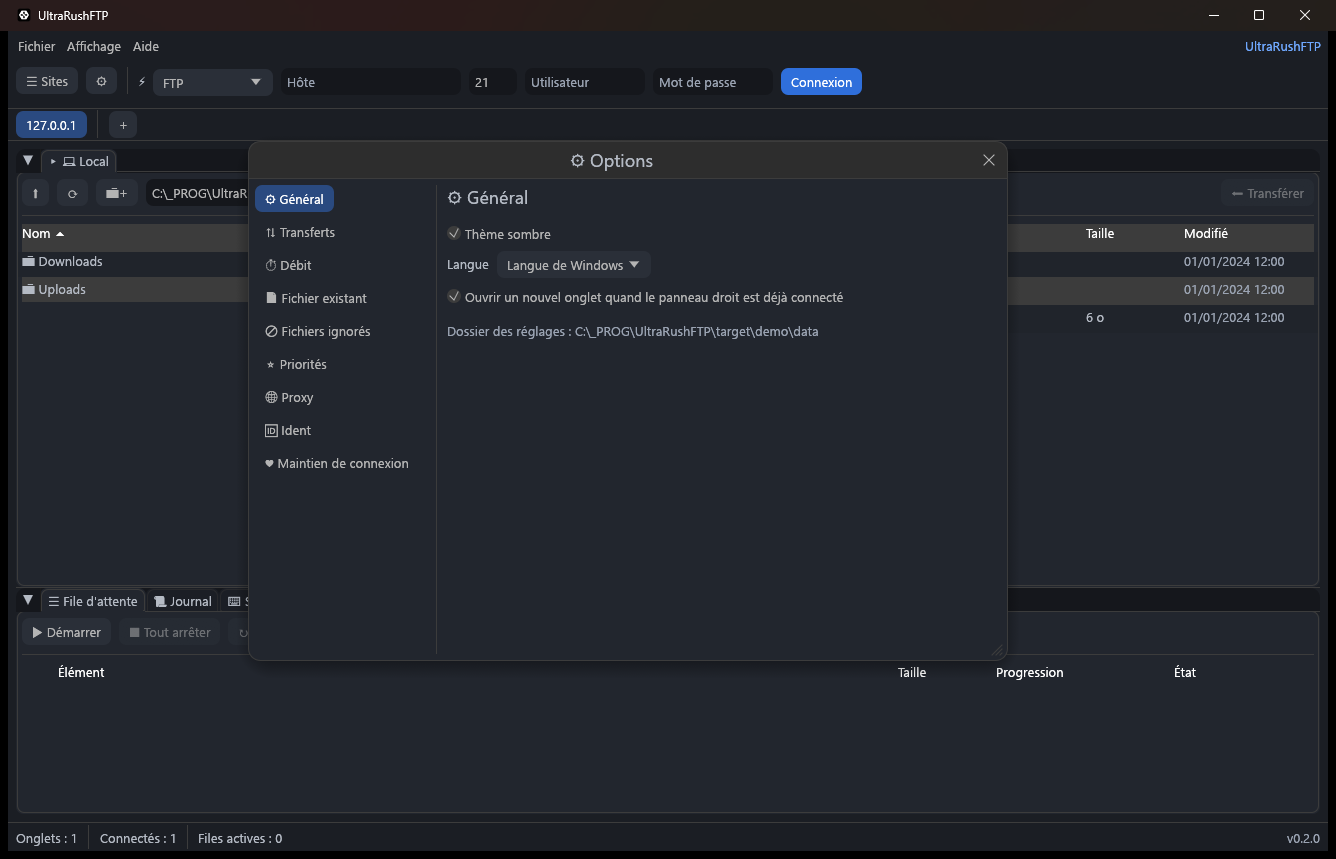 UltraRushFTP
Fichier Affichage Aide UltraRushFTP
Sites FTP Hôte 21 Utilisateur Mot de passe Connexion
127.0.0.1 +
Local
Options
C:\_PROG\UltraR
Transférer
Nom Taille Modifié
Downloads 01/01/2024 12:00
Uploads 01/01/2024 12:00
6 o 01/01/2024 12:00
Général
Transferts
Débit
Fichier existant
Fichiers ignorés
Priorités
Proxy
Ident
Maintien de connexion
Général
Thème sombre
Langue Langue de Windows
Ouvrir un nouvel onglet quand le panneau droit est déjà connecté
Dossier des réglages : C:\_PROG\UltraRushFTP\target\demo\data
File d'attente Journal S
Démarrer Tout arrêter
Élément Taille Progression État
Onglets : 1 Connectés : 1 Files actives : 0 v0.2.0